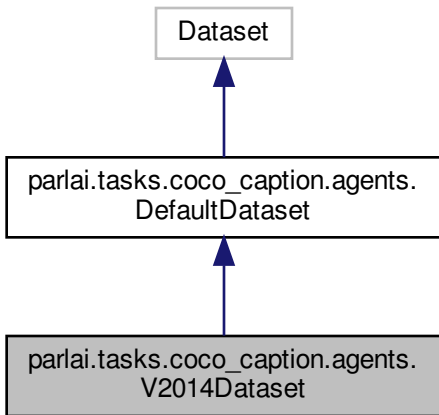 Dataset
parlai.tasks.coco_caption.agents.
DefaultDataset
parlai.tasks.coco_caption.agents.
V2014Dataset